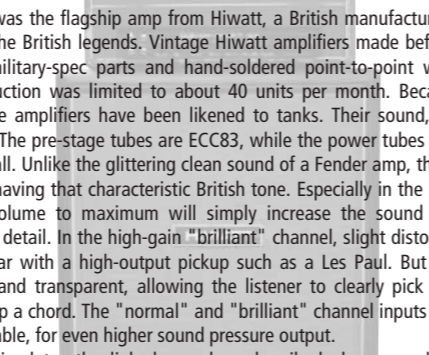 was the flagship amp from Hiwatt, a British manufactur
he British legends. Vintage Hiwatt amplifiers made bef
ilitary-spec parts and hand-soldered point-to-point w
uction was limited to about 40 units per month. Beca
e amplifiers have been likened to tanks. Their sound,
The pre-stage tubes are ECC83, while the power tubes
all. Unlike the glittering clean sound of a Fender amp, th
having that characteristic British tone. Especially in the
olume to maximum will simply increase the sound
detail. In the high-gain "brilliant" channel, slight disto
ar with a high-output pickup such as a Les Paul. But
and transparent, allowing the listener to clearly pick
p a chord. The "normal" and "brilliant" channel inputs
able, for even higher sound pressure output.